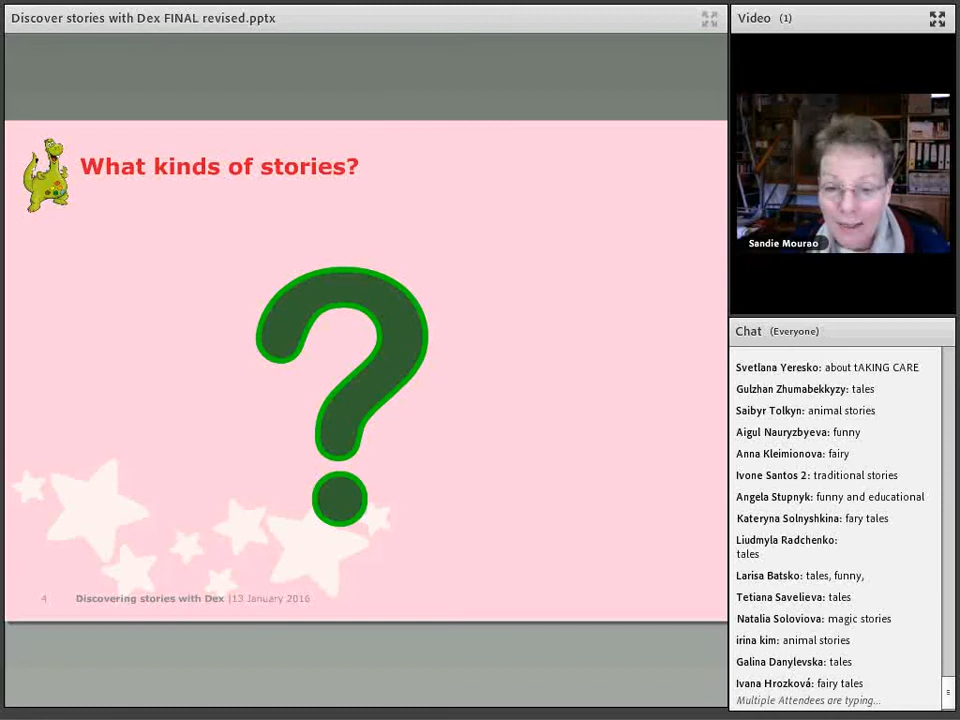 Discover stories with Dex FINAL revised.pptx
What kinds of stories?
?
4 Discovering stories with Dex |13 January 2016
Video (1)
Sandie Mourao
Chat (Everyone)
Svetlana Yeresko: about tAKING CARE
Gulzhan Zhumabekkyzy: tales
Saibyr Tolkyn: animal stories
Aigul Nauryzbyeva: funny
Anna Kleimionova: fairy
Ivone Santos 2: traditional stories
Angela Stupnyk: funny and educational
Kateryna Solnyshkina: fary tales
Liudmyla Radchenko:
tales
Larisa Batsko: tales, funny,
Tetiana Savelieva: tales
Natalia Soloviova: magic stories
irina kim: animal stories
Galina Danylevska: tales
Ivana Hrozková: fairy tales
Multiple Attendees are typing...